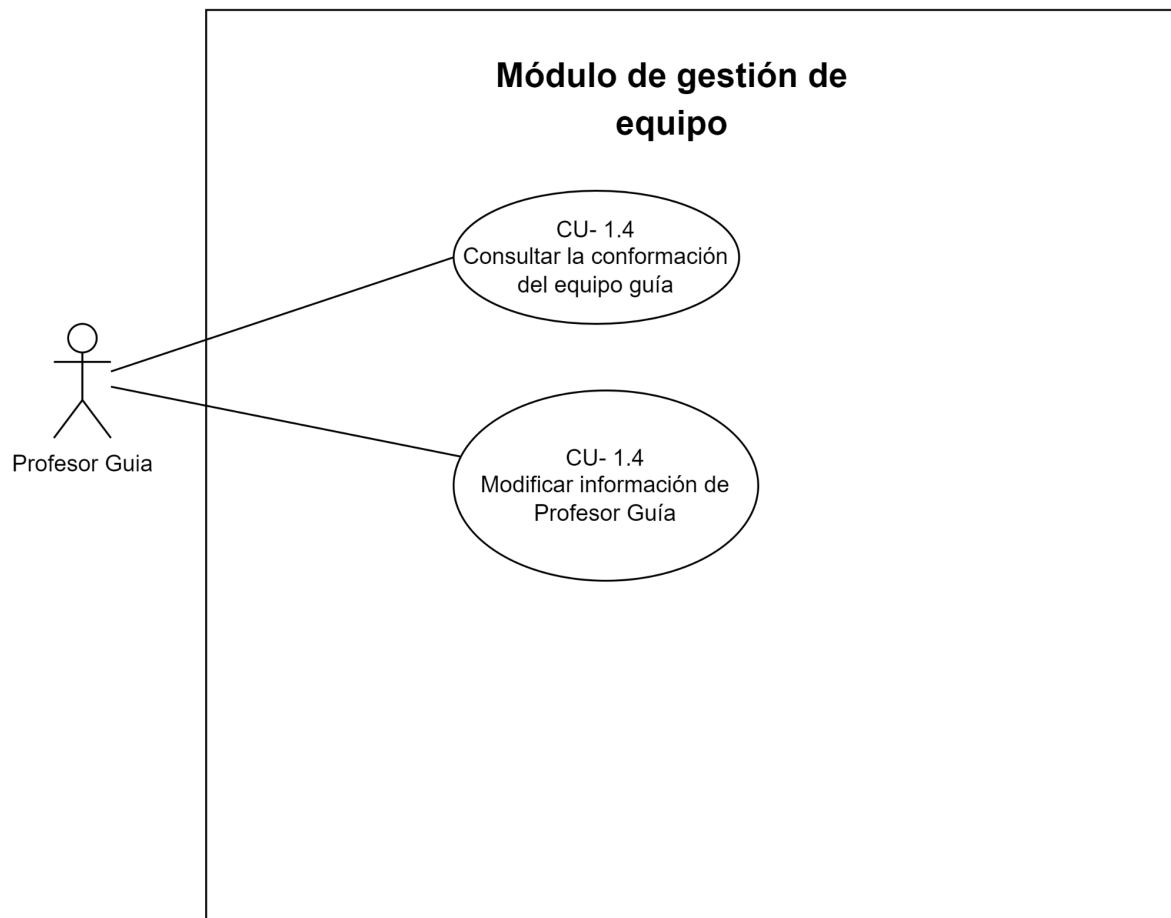 Módulo de gestión de
equipo
CU- 1.4
Consultar la conformación
del equipo guía
Profesor Guia
CU- 1.4
Modificar información de
Profesor Guía